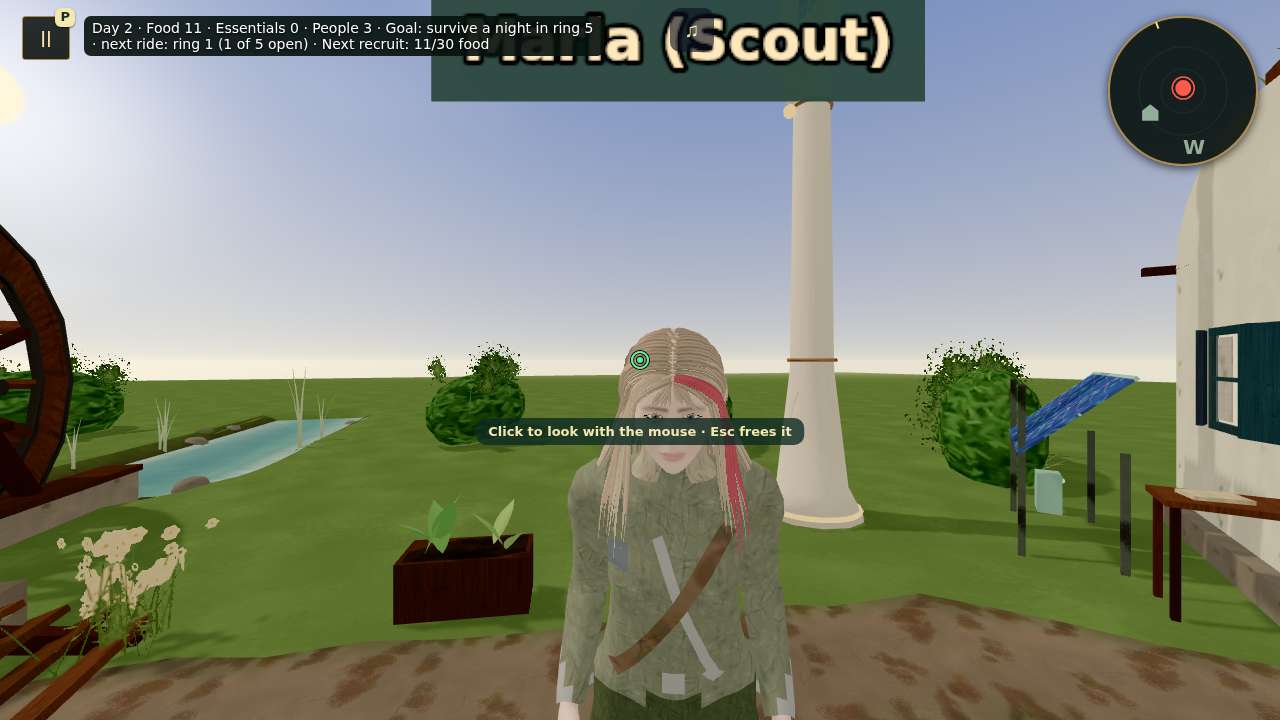 P
Day 2 · Food 11 · Essentials 0 · People 3 · Goal: survive a night in ring 5
· next ride: ring 1 (1 of 5 open) · Next recruit: 11/30 food
(Scout)
W
Click to look with the mouse · Esc frees it